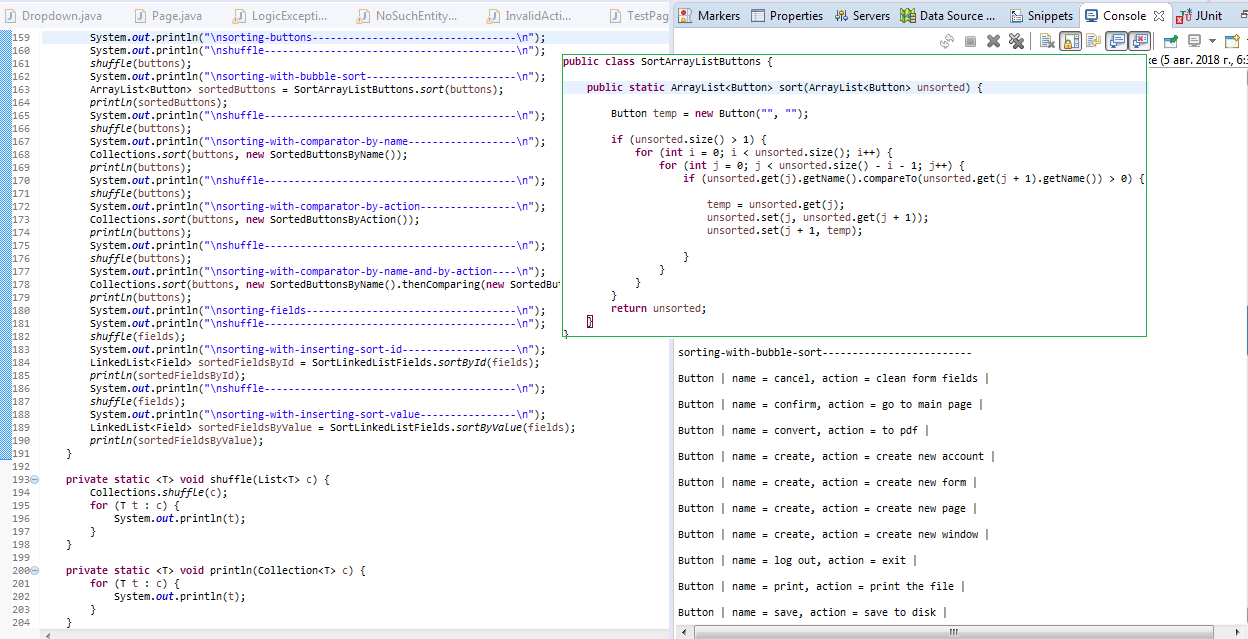 Dropdown.java
Page.java
LogicExcepti...
NoSuchEntity...
InvalidActi...
TestPag
Markers
Properties
Servers
Data Source ...
Snippets
Console
JUnit
159 System.out.println("\nsorting-buttons----------------------------------\n");
160 System.out.println("\nshuffle------------------------------------------\n");
161 shuffle(buttons);
162 System.out.println("\nsorting-with-bubble-sort-------------------------\n");
163 ArrayList<Button> sortedButtons = SortArrayListButtons.sort(buttons);
164 println(sortedButtons);
165 System.out.println("\nshuffle------------------------------------------\n");
166 shuffle(buttons);
167 System.out.println("\nsorting-with-comparator-by-name------------------\n");
168 Collections.sort(buttons, new SortedButtonsByName());
169 println(buttons);
170 System.out.println("\nshuffle------------------------------------------\n");
171 shuffle(buttons);
172 System.out.println("\nsorting-with-comparator-by-action----------------\n");
173 Collections.sort(buttons, new SortedButtonsByAction());
174 println(buttons);
175 System.out.println("\nshuffle------------------------------------------\n");
176 shuffle(buttons);
177 System.out.println("\nsorting-with-comparator-by-name-and-by-action----\n");
178 Collections.sort(buttons, new SortedButtonsByName().thenComparing(new SortedBut
179 println(buttons);
180 System.out.println("\nsorting-fields-----------------------------------\n");
181 System.out.println("\nshuffle------------------------------------------\n");
182 shuffle(fields);
183 System.out.println("\nsorting-with-inserting-sort-id-------------------\n");
184 LinkedList<Field> sortedFieldsById = SortLinkedListFields.sortById(fields);
185 println(sortedFieldsById);
186 System.out.println("\nshuffle------------------------------------------\n");
187 shuffle(fields);
188 System.out.println("\nsorting-with-inserting-sort-value----------------\n");
189 LinkedList<Field> sortedFieldsByValue = SortLinkedListFields.sortByValue(fields);
190 println(sortedFieldsByValue);
191 }
192
193 private static <T> void shuffle(List<T> c) {
194 Collections.shuffle(c);
195 for (T t : c) {
196 System.out.println(t);
197 }
198 }
199
200 private static <T> void println(Collection<T> c) {
201 for (T t : c) {
202 System.out.println(t);
203 }
204 }
(5 авг. 2018 г., 6:3
public class SortArrayListButtons {
public static ArrayList<Button> sort(ArrayList<Button> unsorted) {
Button temp = new Button("", "");
if (unsorted.size() > 1) {
for (int i = 0; i < unsorted.size(); i++) {
for (int j = 0; j < unsorted.size() - i - 1; j++) {
if (unsorted.get(j).getName().compareTo(unsorted.get(j + 1).getName()) > 0) {
temp = unsorted.get(j);
unsorted.set(j, unsorted.get(j + 1));
unsorted.set(j + 1, temp);
}
}
}
}
return unsorted;
}
}
sorting-with-bubble-sort-------------------------
Button | name = cancel, action = clean form fields |
Button | name = confirm, action = go to main page |
Button | name = convert, action = to pdf |
Button | name = create, action = create new account |
Button | name = create, action = create new form |
Button | name = create, action = create new page |
Button | name = create, action = create new window |
Button | name = log out, action = exit |
Button | name = print, action = print the file |
Button | name = save, action = save to disk |